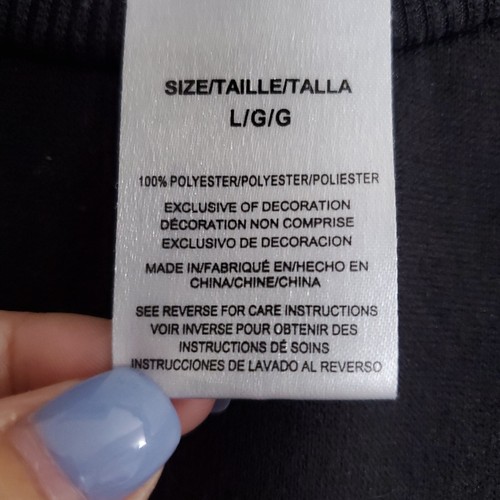 SIZE/TAILLE/TALLA
L/G/G
100% POLYESTER/POLYESTER/POLIESTER
EXCLUSIVE OF DECORATION
DÉCORATION NON COMPRISE
EXCLUSIVO DE DECORACION
MADE IN/FABRIQUÉ EN/HECHO EN
CHINA/CHINE/CHINA
SEE REVERSE FOR CARE INSTRUCTIONS
VOIR INVERSE POUR OBTENIR DES
INSTRUCTIONS DE SOINS
INSTRUCCIONES DE LAVADO AL REVERSO